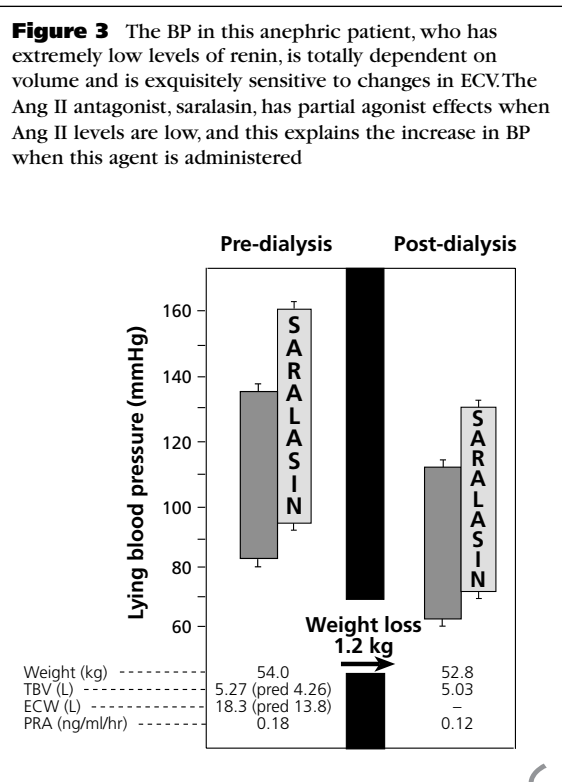 Figure 3 The BP in this anephric patient, who has
extremely low levels of renin, is totally dependent on
volume and is exquisitely sensitive to changes in ECV.The
Ang II antagonist, saralasin, has partial agonist effects when
Ang II levels are low, and this explains the increase in BP
when this agent is administered
Pre-dialysis Post-dialysis
Lying blood pressure (mmHg)
160
140
120
100
80
60
SARALASIN
SARALASIN
Weight loss
1.2 kg
Weight (kg) 54.0 52.8
TBV (L) 5.27 (pred 4.26) 5.03
ECW (L) 18.3 (pred 13.8) –
PRA (ng/ml/hr) 0.18 0.12